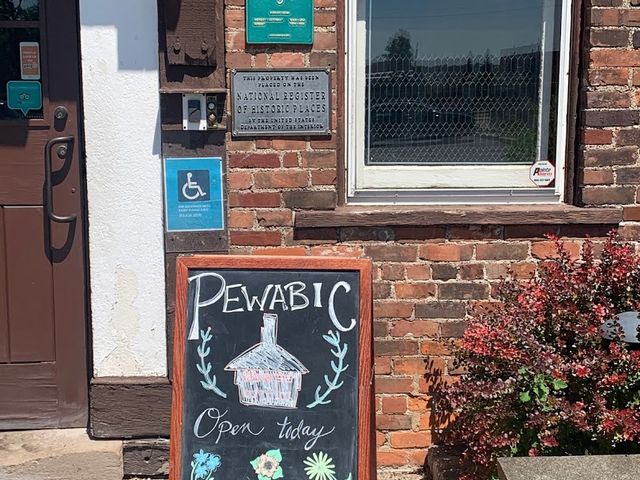 THIS PROPERTY HAS BEEN
PLACED ON THE
NATIONAL REGISTER
OF HISTORIC PLACES
BY THE UNITED STATES
DEPARTMENT OF THE INTERIOR
PEWABIC
Open today